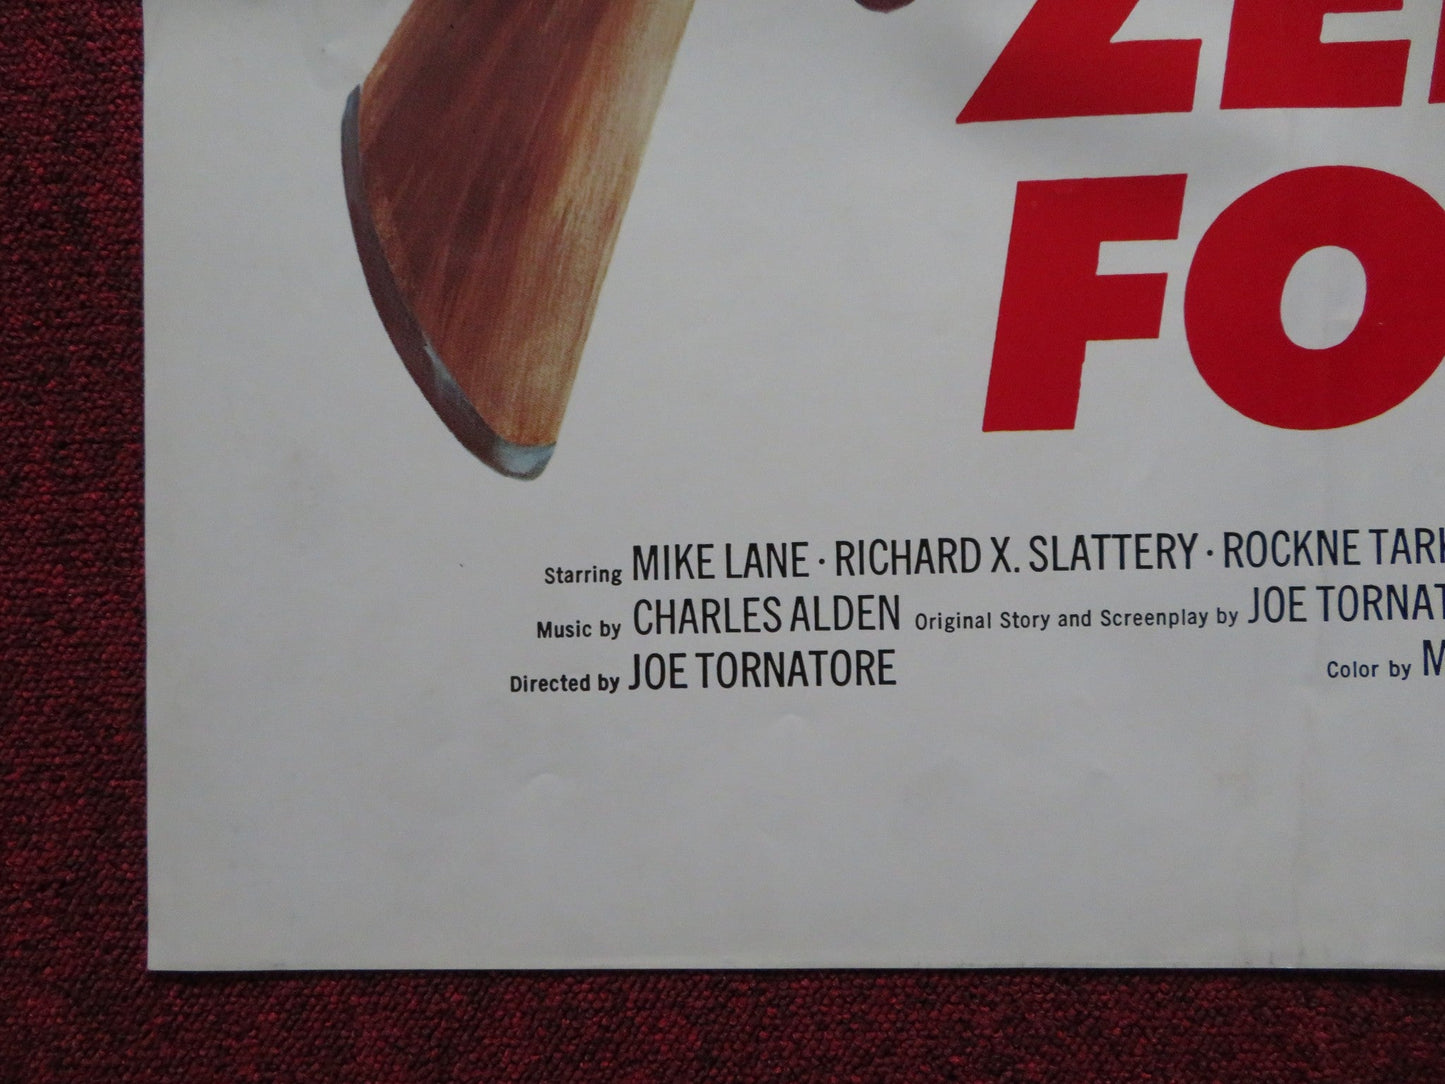 ZE
FO
Starring MIKE LANE · RICHARD X. SLATTERY · ROCKNE TAR
Music by CHARLES ALDEN Original Story and Screenplay by JOE TORNAT
Directed by JOE TORNATORE Color by M